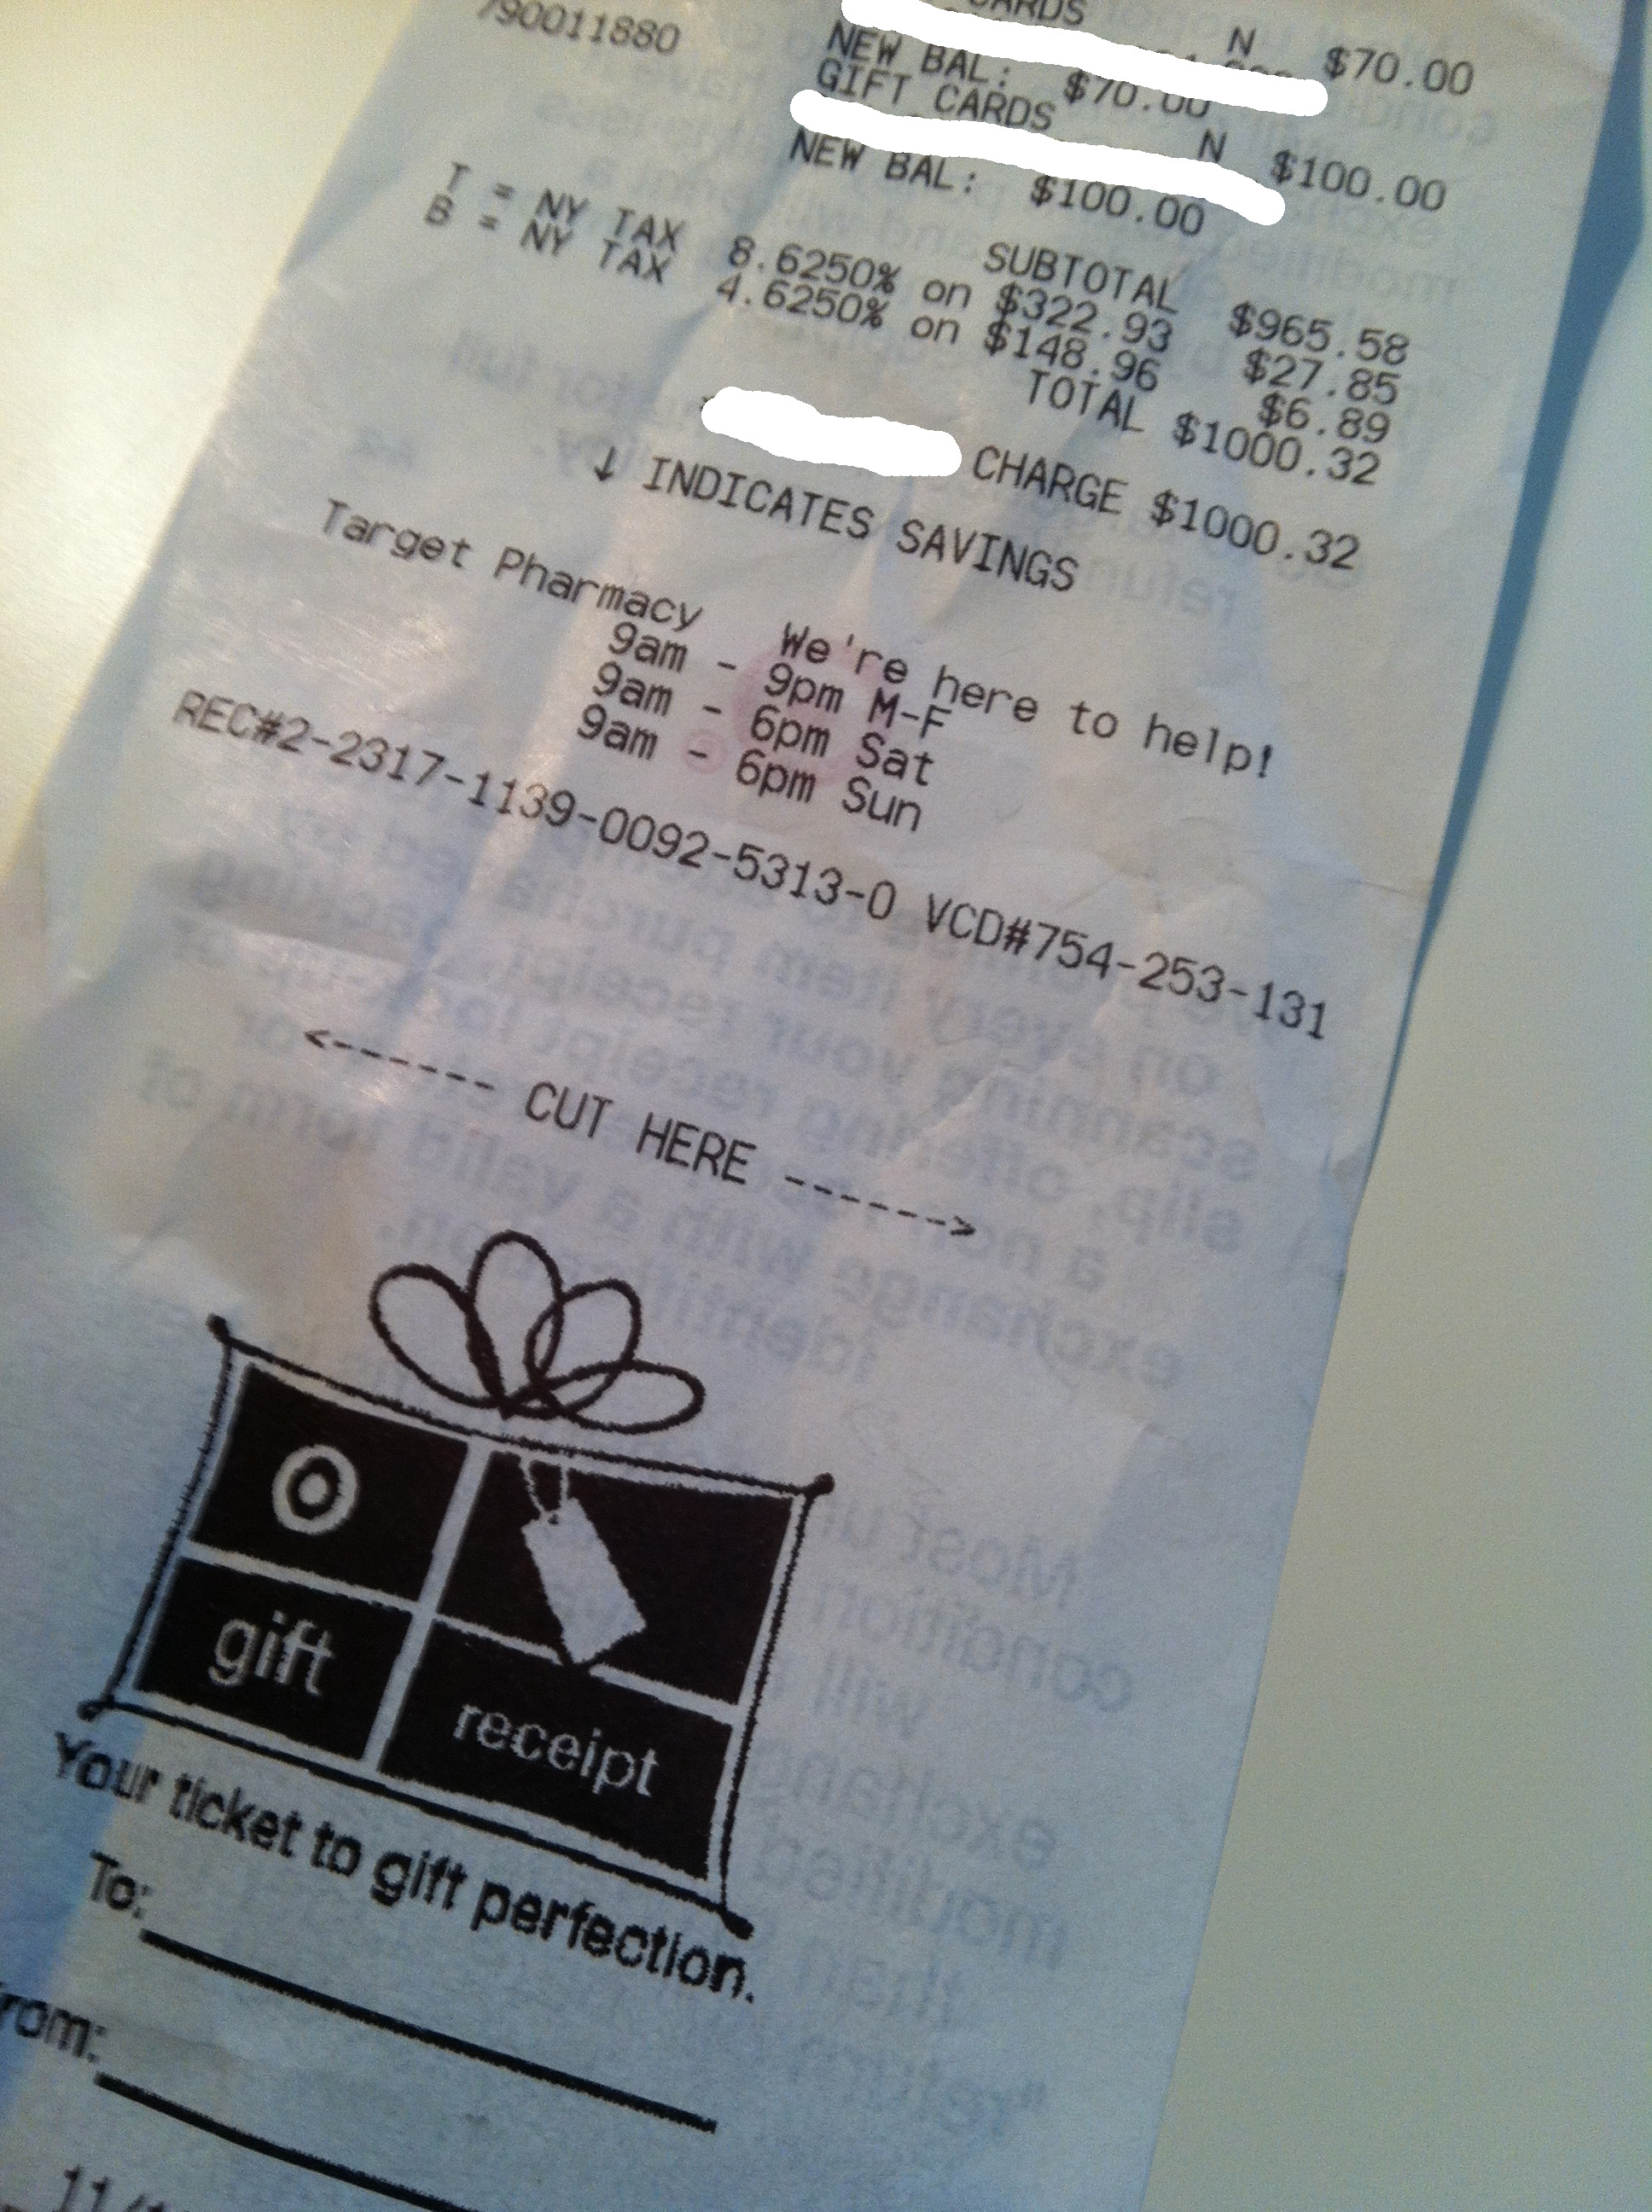 CARDS N $70.00
790011880
NEW BAL: $70.00
GIFT CARDS N $100.00
NEW BAL: $100.00
SUBTOTAL $965.58
T = NY TAX 8.6250% on $322.93 $27.85
B = NY TAX 4.6250% on $148.96 $6.89
TOTAL $1000.32
CHARGE $1000.32
↓ INDICATES SAVINGS
Target Pharmacy We're here to help!
9am - 9pm M-F
9am - 6pm Sat
9am - 6pm Sun
REC#2-2317-1139-0092-5313-0 VCD#754-253-131
<------ CUT HERE ------>
gift
receipt
Your ticket to gift perfection.
To:
rom:
11/